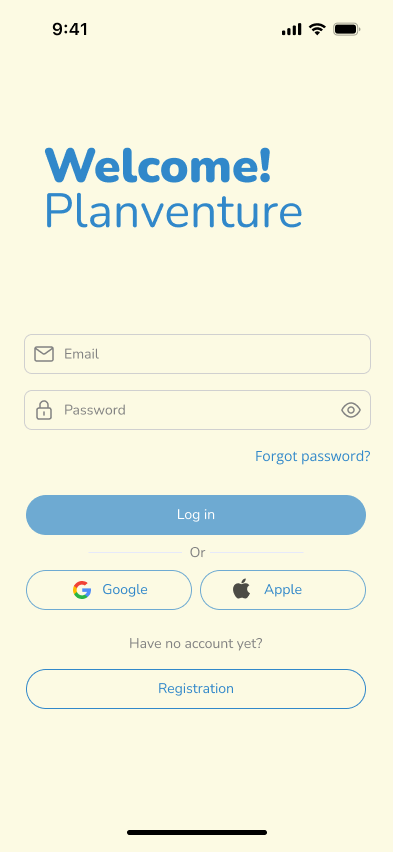 9:41
Welcome!
Planventure
Email
Password
Forgot password?
Log in
Or
Google
Apple
Have no account yet?
Registration